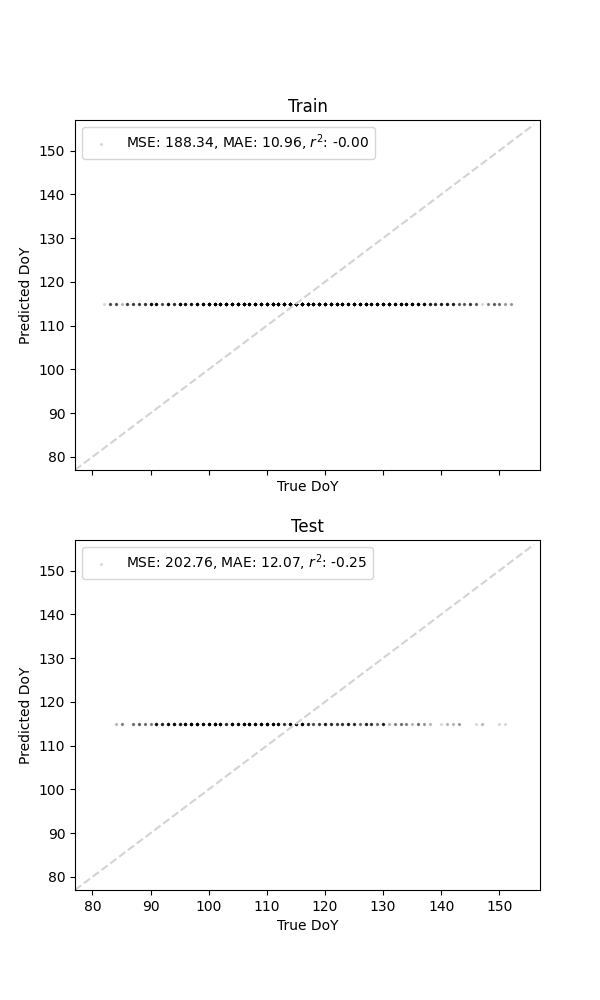 Train
MSE: 188.34, MAE: 10.96, r²: -0.00
150
140
130
120
110
100
90
80
Predicted DoY
True DoY
Test
MSE: 202.76, MAE: 12.07, r²: -0.25
150
140
130
120
110
100
90
80
Predicted DoY
80 90 100 110 120 130 140 150
True DoY